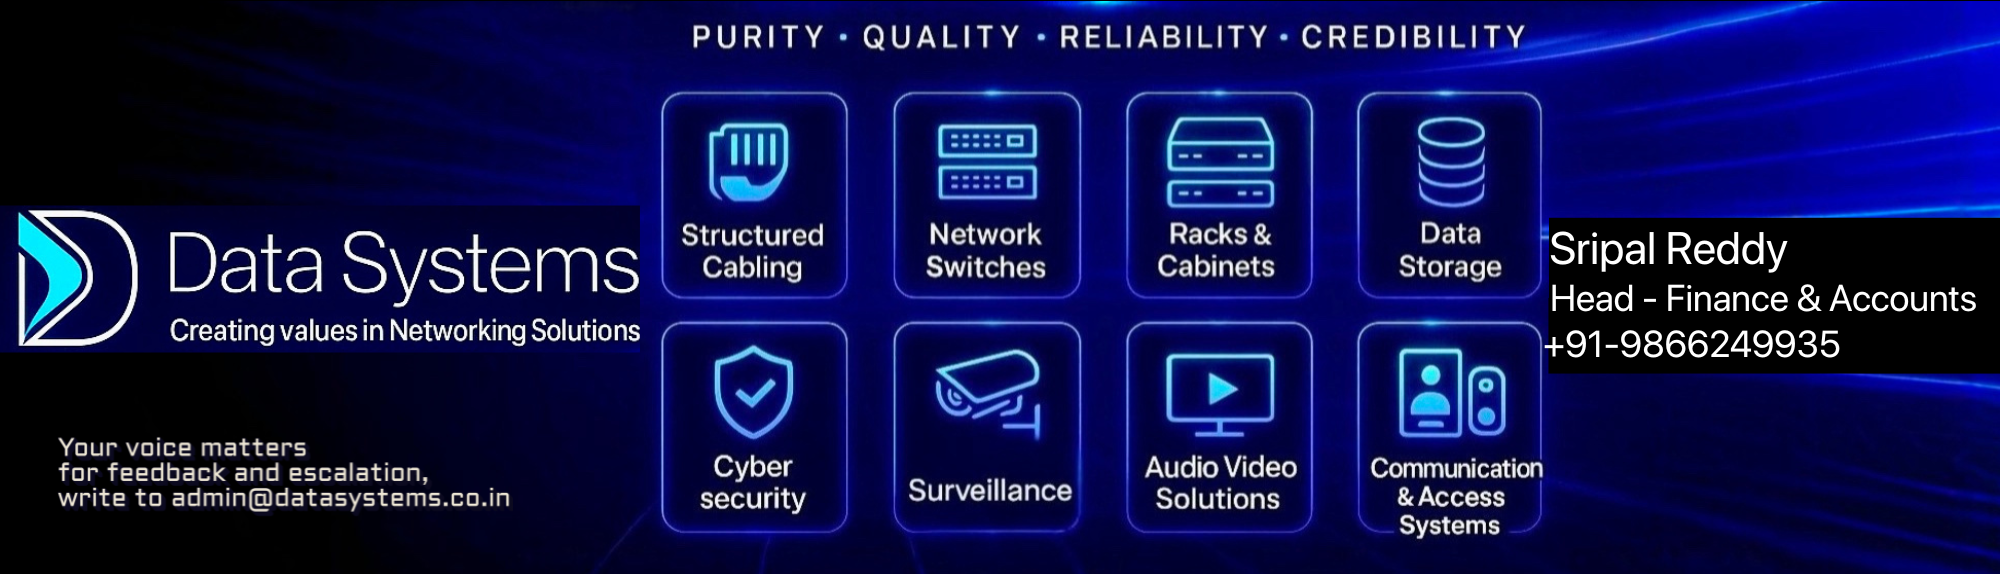 PURITY • QUALITY • RELIABILITY • CREDIBILITY
Data Systems
Creating values in Networking Solutions
Your voice matters
for feedback and escalation,
write to admin@datasystems.co.in
Structured
Cabling
Network
Switches
Racks &
Cabinets
Data
Storage
Cyber
security
Surveillance
Audio Video
Solutions
Communication
& Access
Systems
Sripal Reddy
Head - Finance & Accounts
+91-9866249935